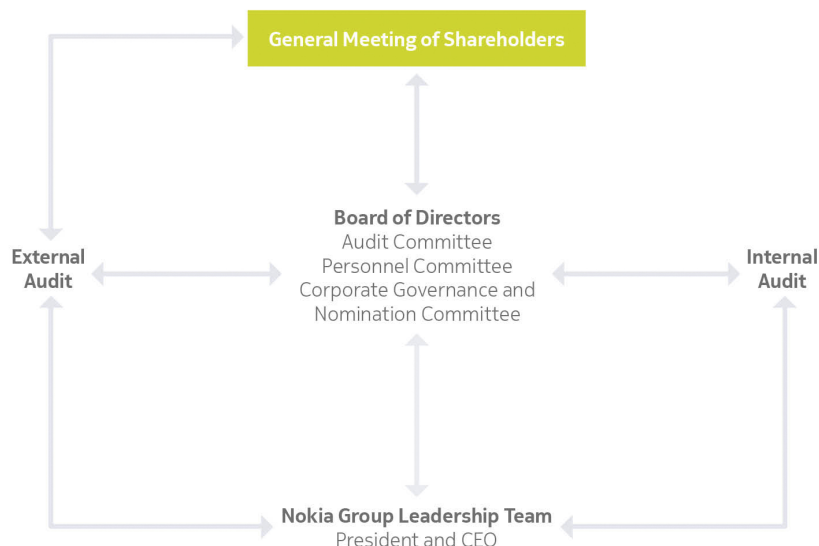 General Meeting of Shareholders
Board of Directors
Audit Committee
Personnel Committee
Corporate Governance and
Nomination Committee
External
Audit
Internal
Audit
Nokia Group Leadership Team
President and CEO